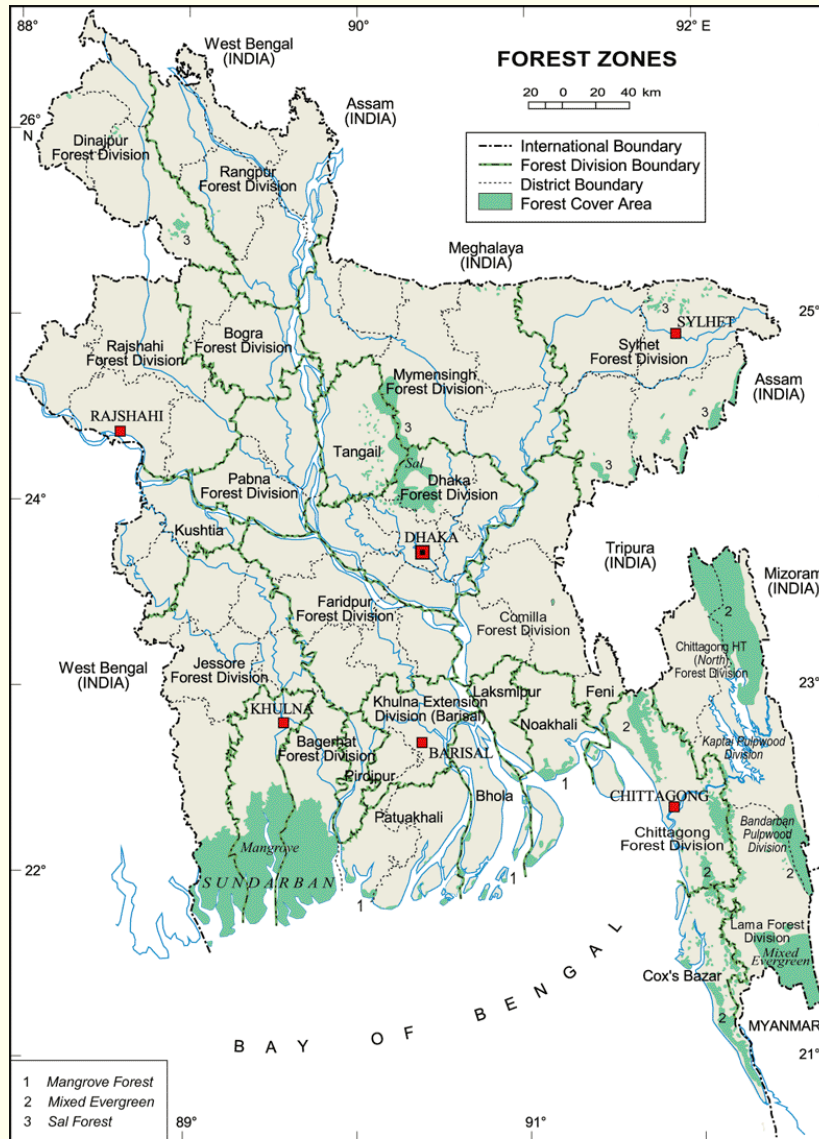 88°
90°
92° E
West Bengal
(INDIA)
FOREST ZONES
20 0 20 40 km
Assam
(INDIA)
26°
N
Dinajpur
Forest Division
Rangpur
Forest Division
International Boundary
Forest Division Boundary
District Boundary
Forest Cover Area
3
Meghalaya
(INDIA)
3
3
SYLHET
25°
Rajshahi
Forest Division
Bogra
Forest Division
Sylhet
Forest Division
Mymensingh
Forest Division
Assam
(INDIA)
RAJSHAHI
3
3
Tangail
Sal
3
Pabna
Forest Division
Dhaka
Forest Division
24°
Kushtia
DHAKA
Tripura
(INDIA)
Mizoram
(INDIA)
2
Faridpur
Forest Division
Comilla
Forest Division
Chittagong HT
(North)
Forest Division
West Bengal
(INDIA)
Jessore
Forest Division
23°
KHULNA
Khulna Extension
Division (Barisal)
Laksmipur
Feni
Noakhali
2
Kaptai Pulpwood
Division
Bagerhat
Forest Division
BARISAL
Pirojpur
1
Bhola
CHITTAGONG
Patuakhali
Chittagong
Forest Division
Bandarban
Pulpwood
Division
Mangrove
SUNDARBAN
22°
2
2
1
1
Lama Forest
Division
Mixed
Evergreen
Cox's Bazar
2
MYANMAR
BAY OF BENGAL
21°
1 Mangrove Forest
2 Mixed Evergreen
3 Sal Forest
89°
91°